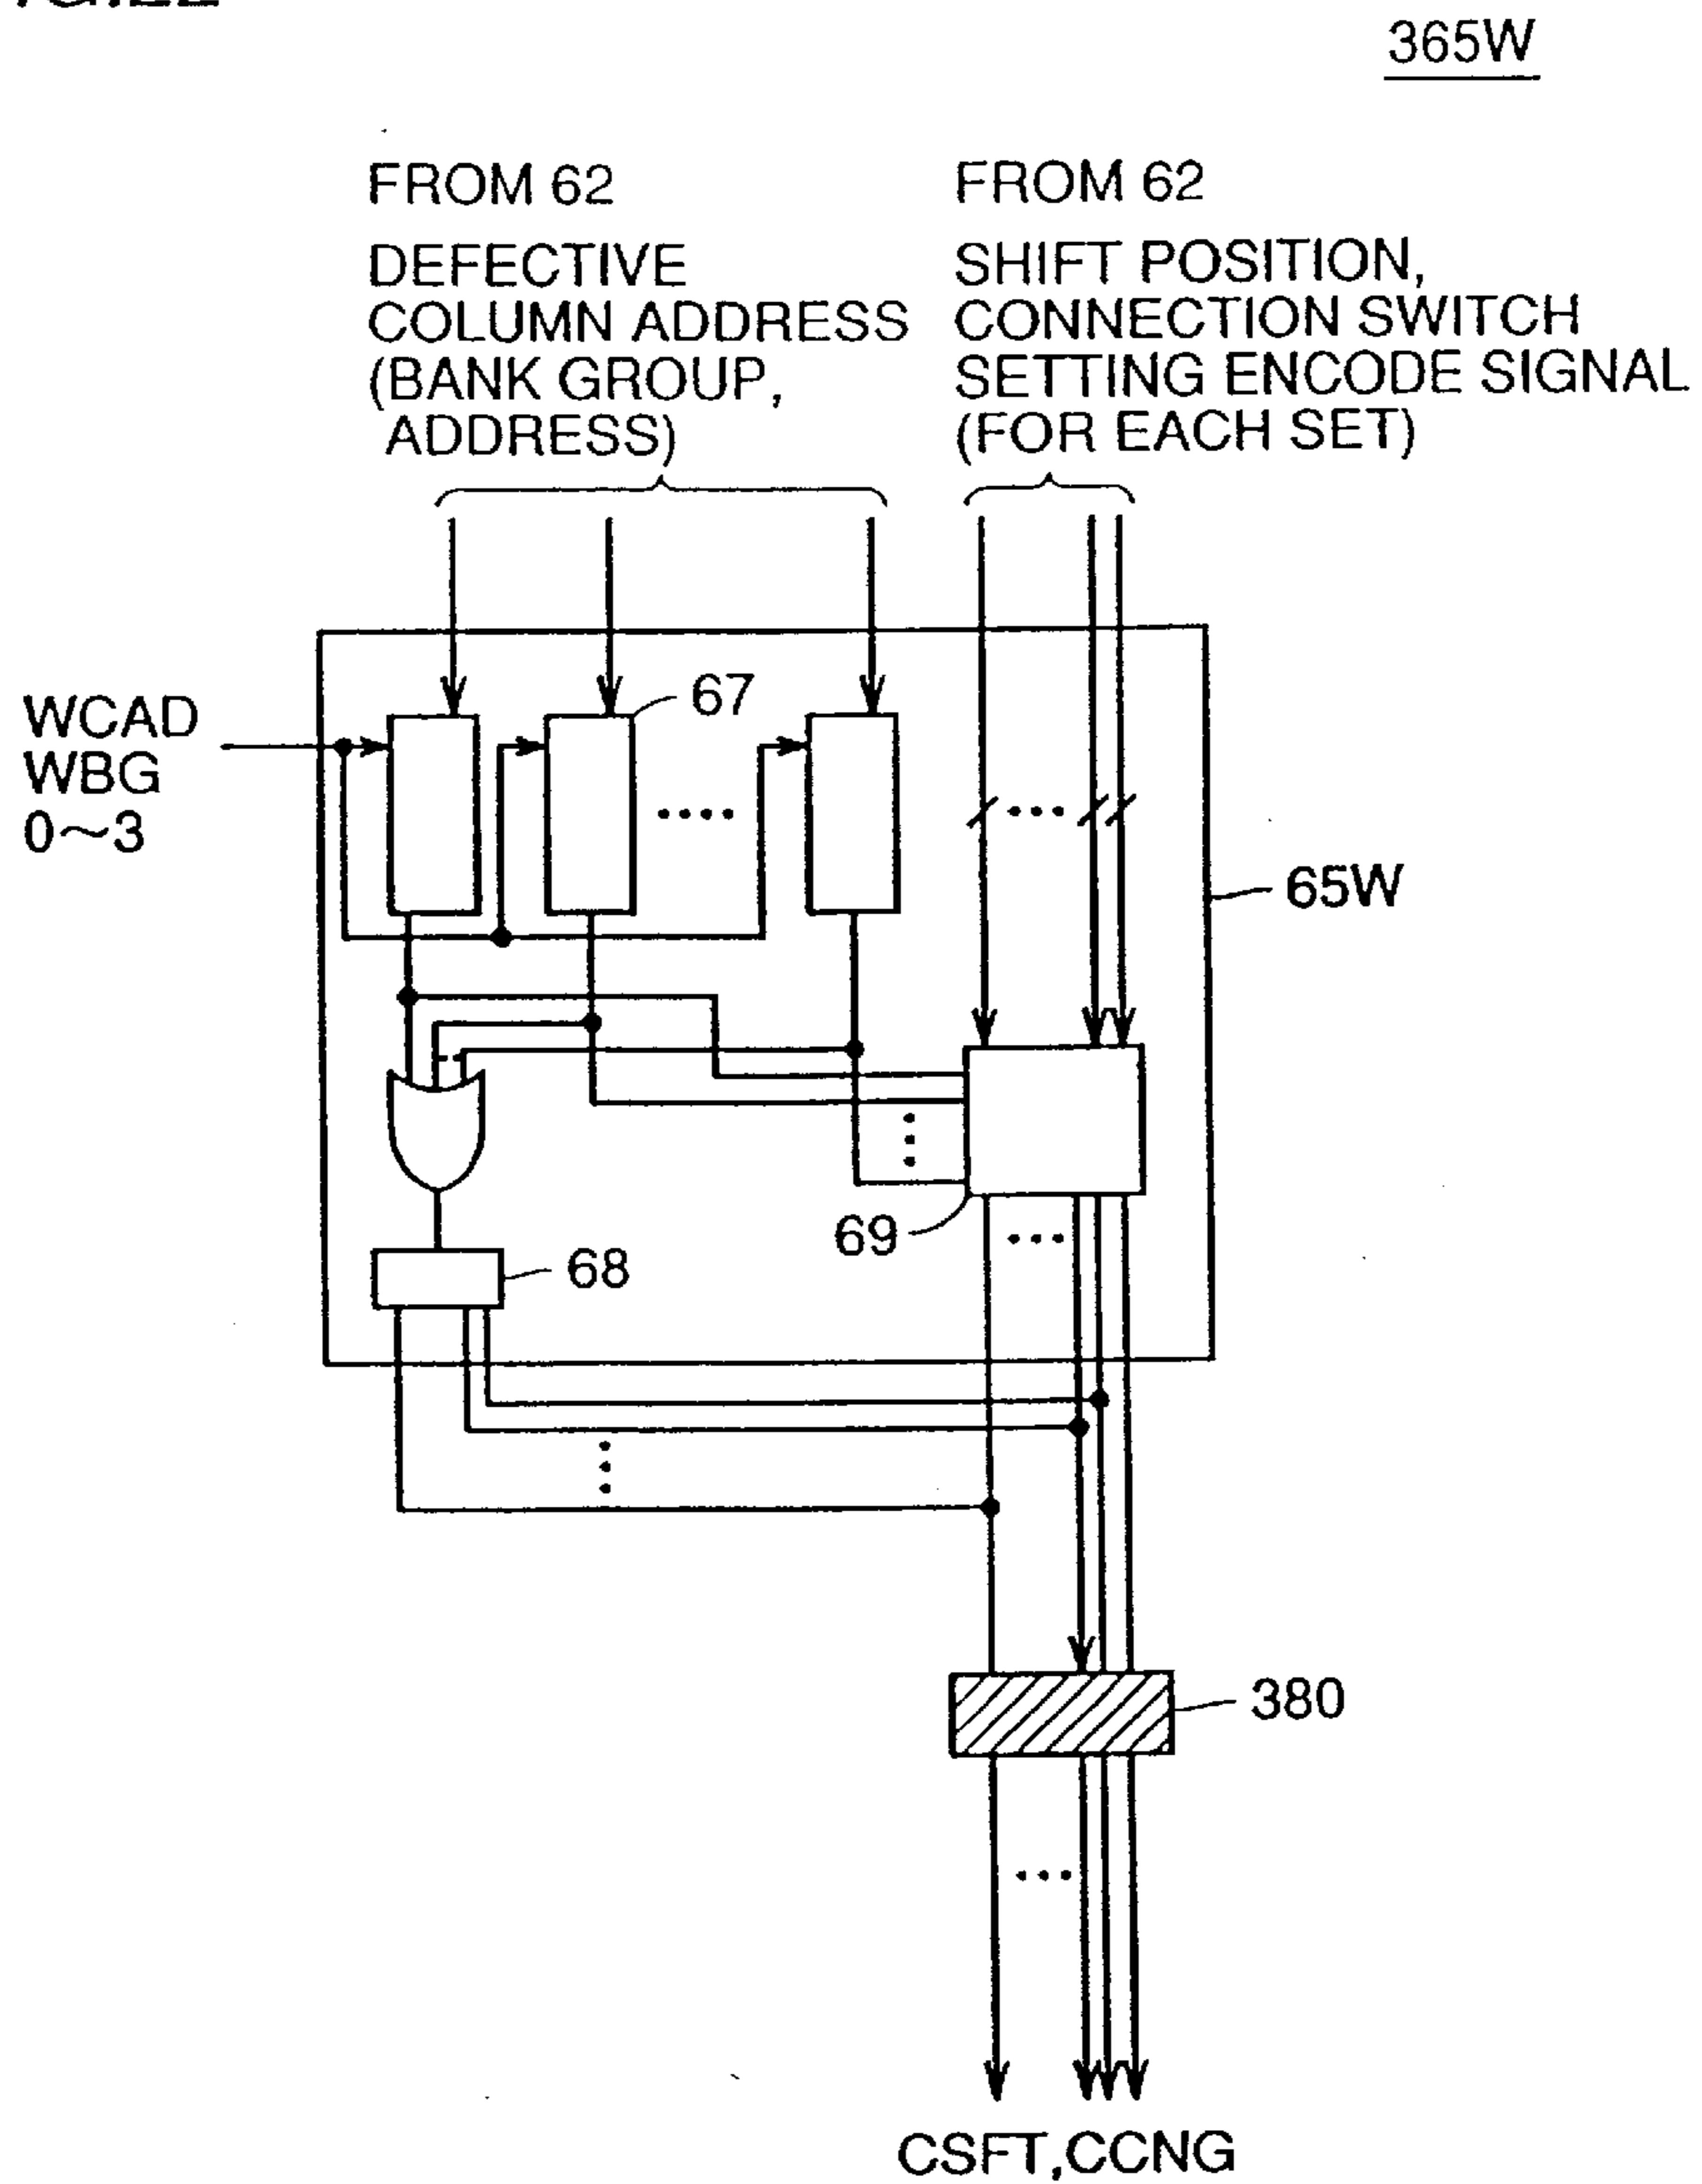 365W
FROM 62
DEFECTIVE
COLUMN ADDRESS
(BANK GROUP,
ADDRESS)
FROM 62
SHIFT POSITION,
CONNECTION SWITCH
SETTING ENCODE SIGNAL
(FOR EACH SET)
WCAD
WBG
0~3
67
65W
69
68
380
CSFT,CCNG